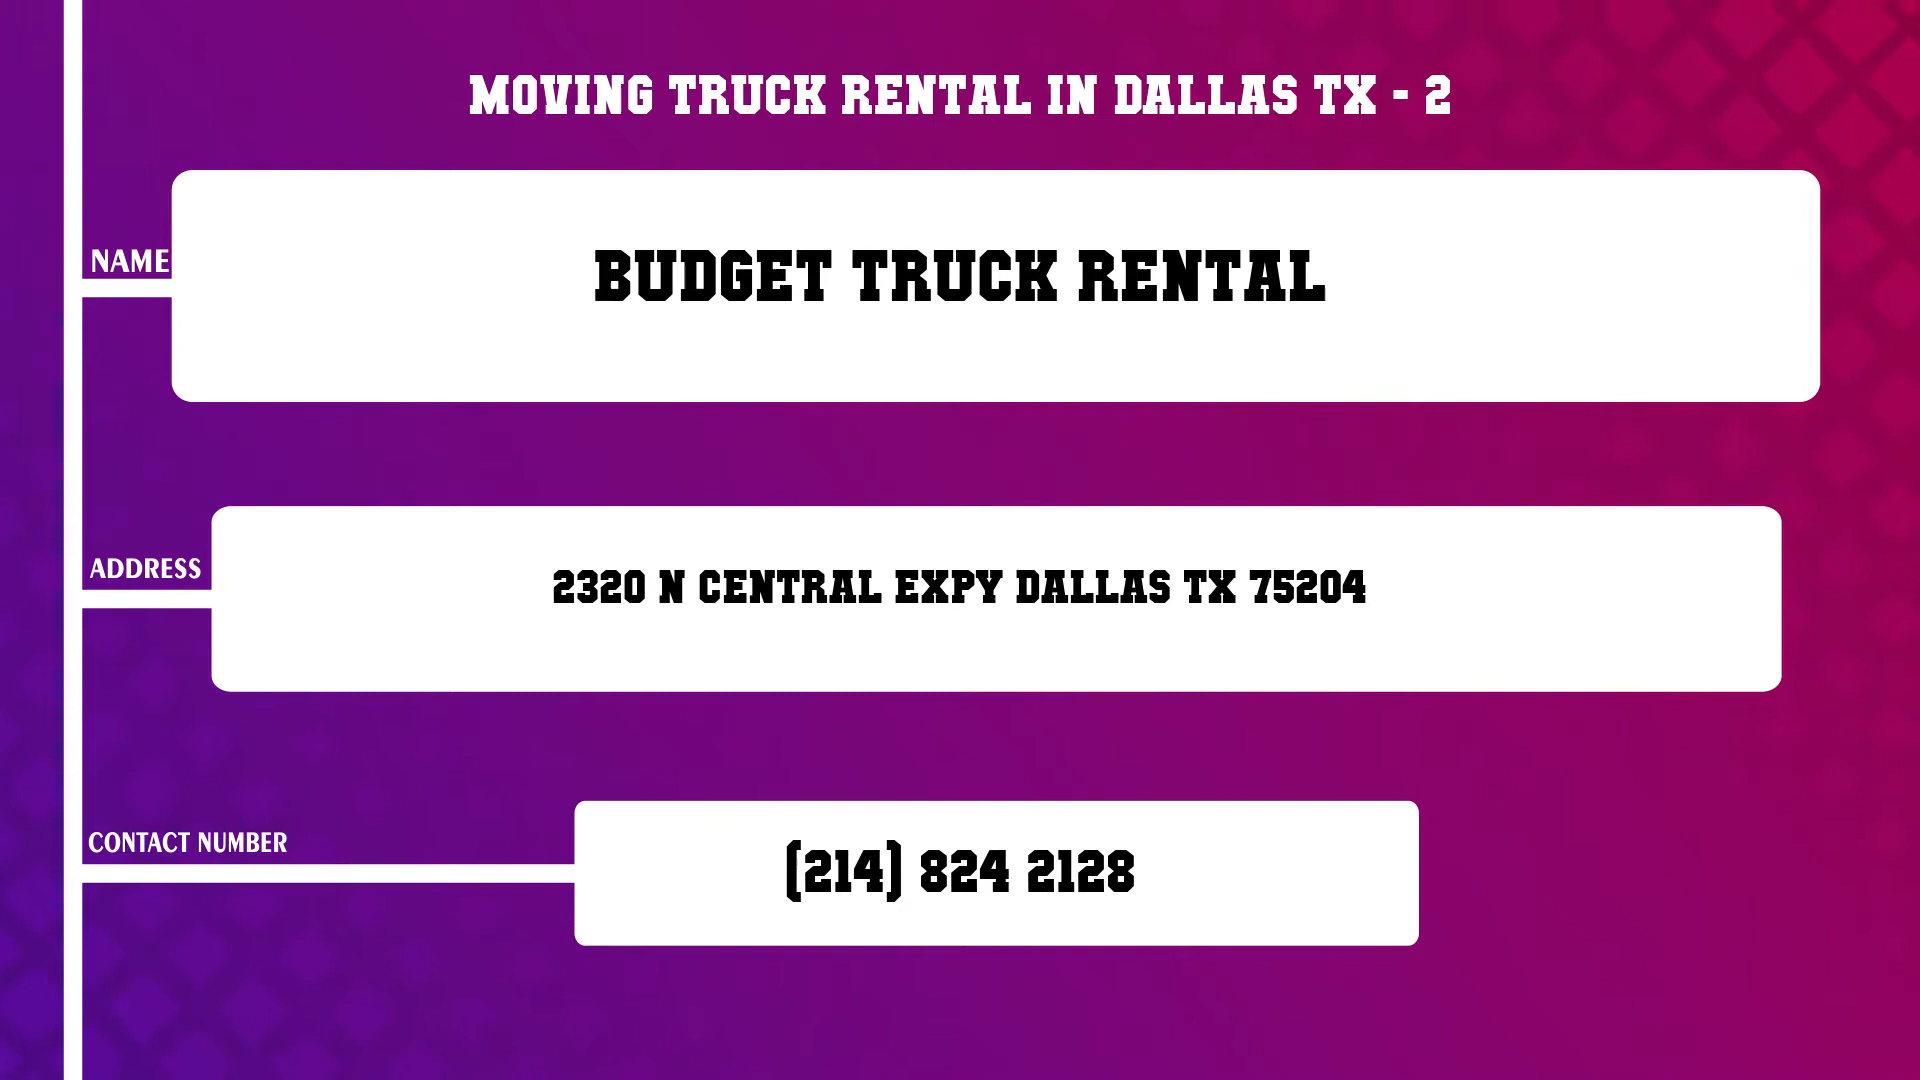 MOVING TRUCK RENTAL IN DALLAS TX - 2
NAME
BUDGET TRUCK RENTAL
ADDRESS
2320 N CENTRAL EXPY DALLAS TX 75204
CONTACT NUMBER
(214) 824 2128